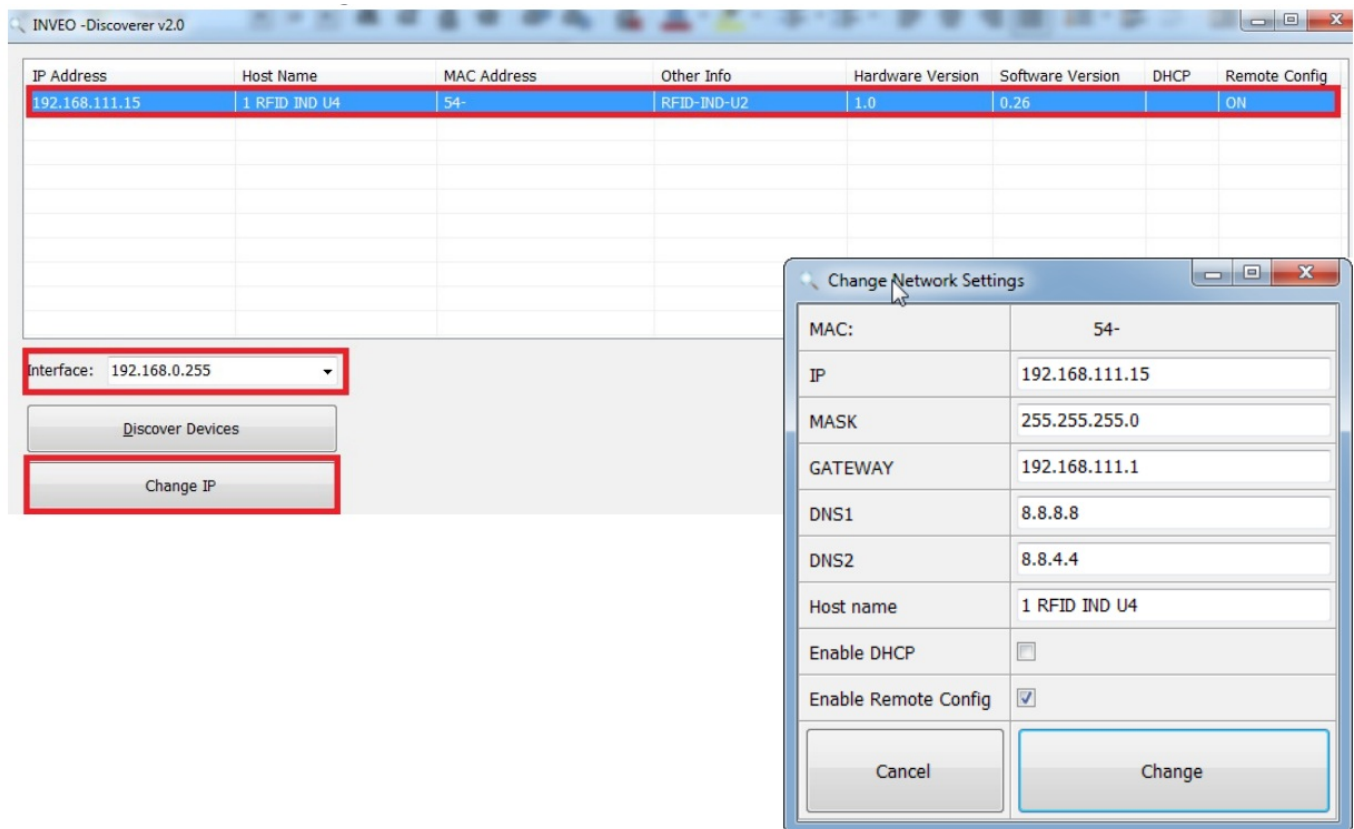 INVEO -Discoverer v2.0
IP Address Host Name MAC Address Other Info Hardware Version Software Version DHCP Remote Config
192.168.111.15 1 RFID IND U4 54- RFID-IND-U2 1.0 0.26 ON
Interface: 192.168.0.255
Discover Devices
Change IP
Change Network Settings
MAC: 54-
IP 192.168.111.15
MASK 255.255.255.0
GATEWAY 192.168.111.1
DNS1 8.8.8.8
DNS2 8.8.4.4
Host name 1 RFID IND U4
Enable DHCP
Enable Remote Config
Cancel Change